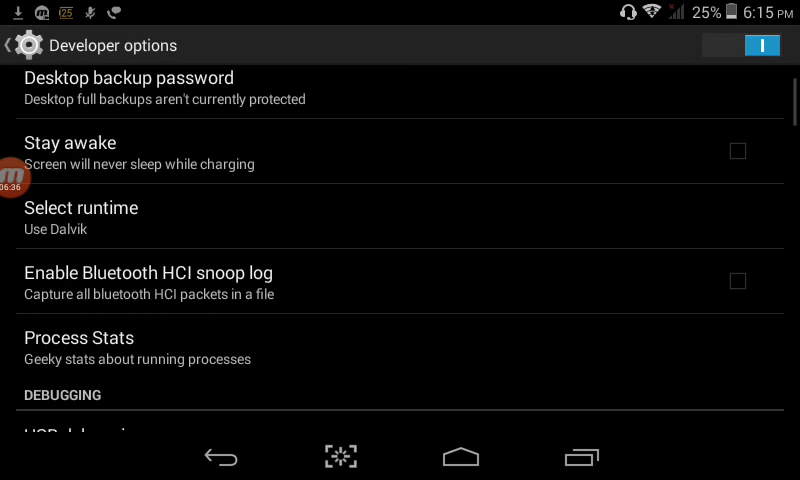 25
25% 6:15 PM
Developer options
Desktop backup password
Desktop full backups aren't currently protected
Stay awake
Screen will never sleep while charging
06:36
Select runtime
Use Dalvik
Enable Bluetooth HCI snoop log
Capture all bluetooth HCI packets in a file
Process Stats
Geeky stats about running processes
DEBUGGING